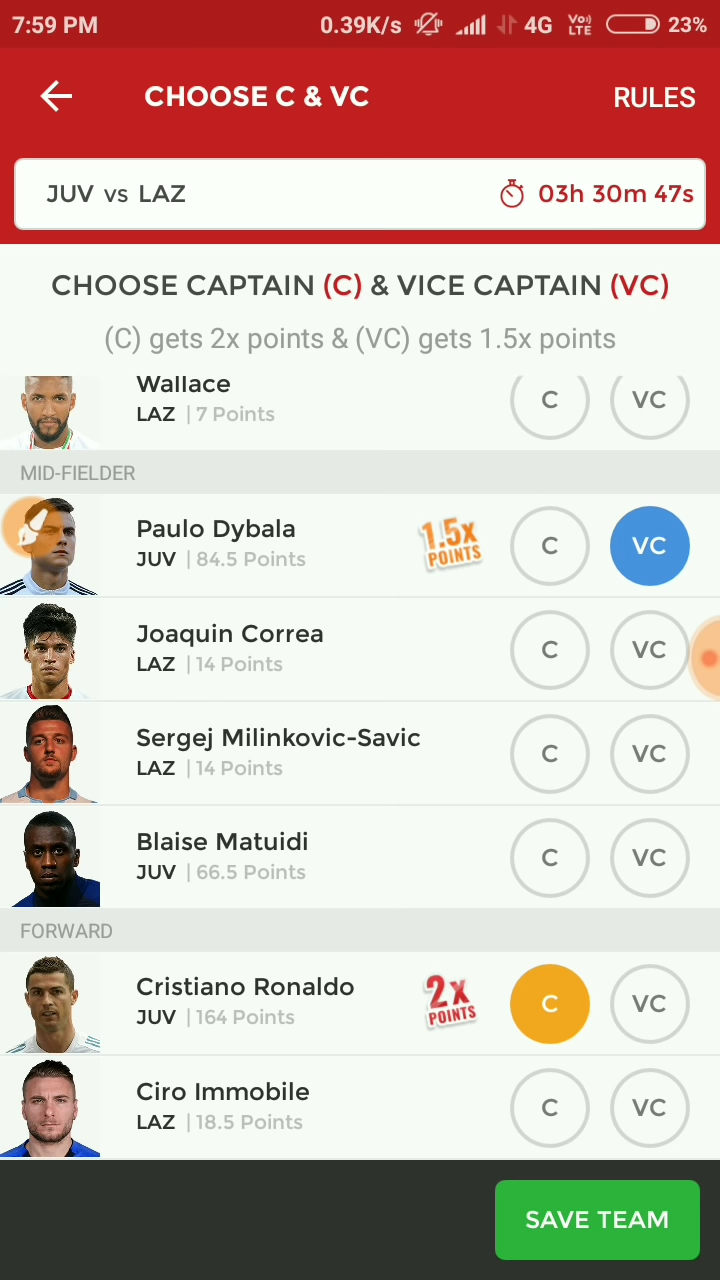 7:59 PM 0.39K/s 4G Vo)) LTE 23%
CHOOSE C & VC RULES
JUV vs LAZ 03h 30m 47s
CHOOSE CAPTAIN (C) & VICE CAPTAIN (VC)
(C) gets 2x points & (VC) gets 1.5x points
Wallace
LAZ | 7 Points
C VC
MID-FIELDER
Paulo Dybala
JUV | 84.5 Points
1.5x
POINTS
C VC
Joaquin Correa
LAZ | 14 Points
C VC
Sergej Milinkovic-Savic
LAZ | 14 Points
C VC
Blaise Matuidi
JUV | 66.5 Points
C VC
FORWARD
Cristiano Ronaldo
JUV | 164 Points
2x
POINTS
C VC
Ciro Immobile
LAZ | 18.5 Points
C VC
SAVE TEAM